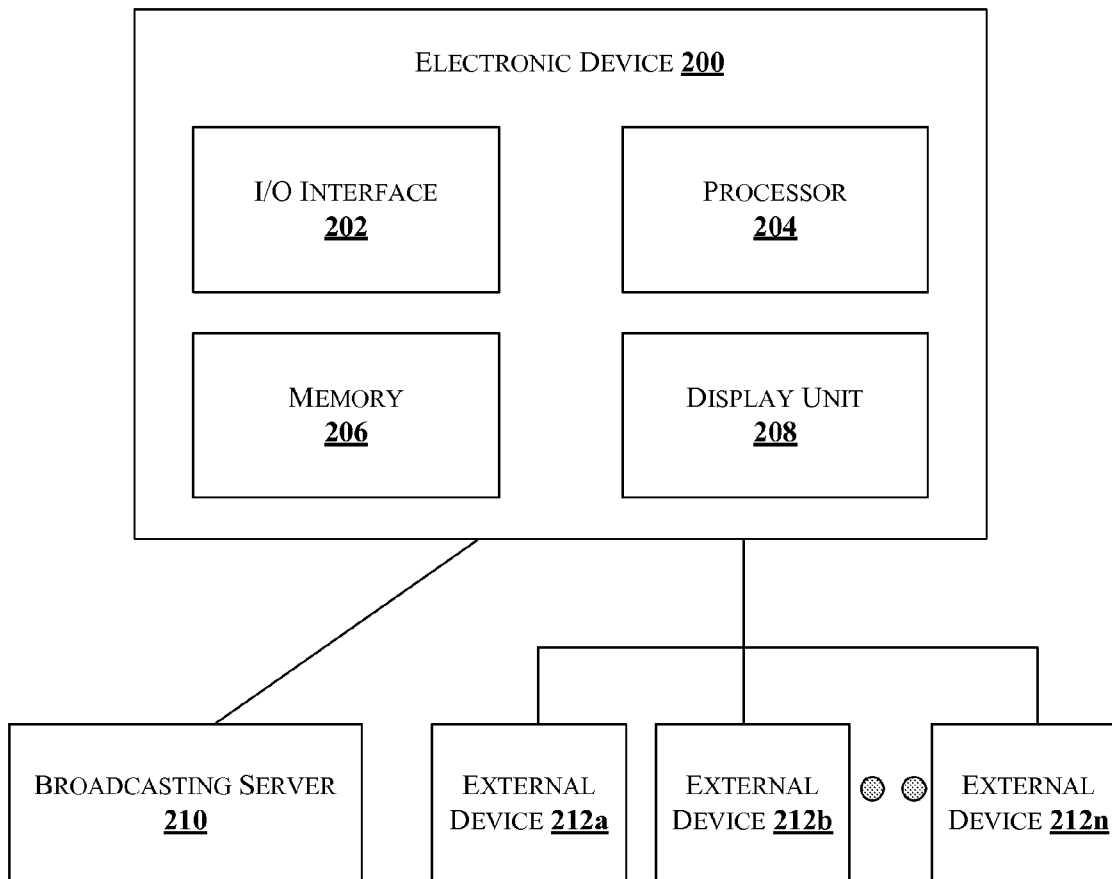 ELECTRONIC DEVICE 200
I/O INTERFACE
202
PROCESSOR
204
MEMORY
206
DISPLAY UNIT
208
BROADCASTING SERVER
210
EXTERNAL
DEVICE 212a
EXTERNAL
DEVICE 212b
EXTERNAL
DEVICE 212n